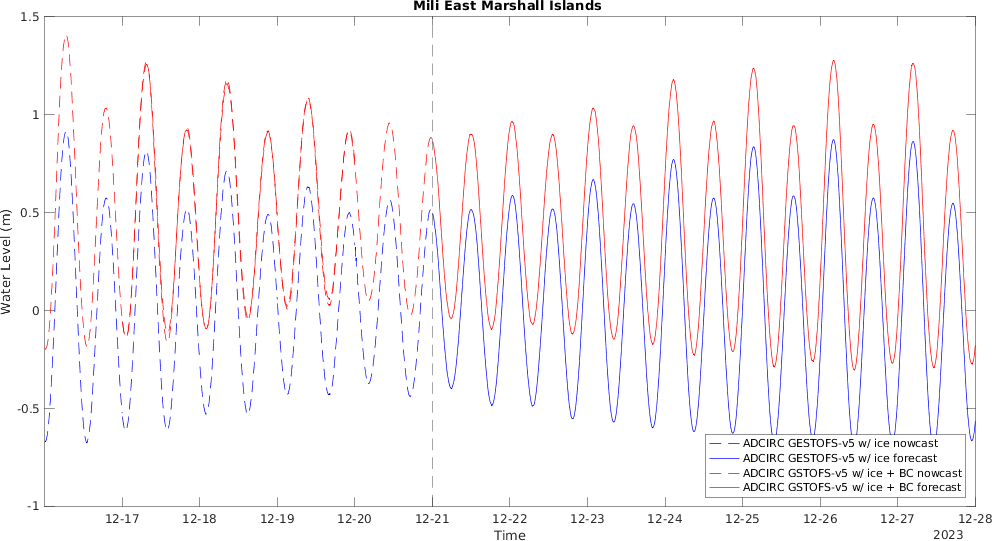 Mili East Marshall Islands
1.5
1
0.5
0
-0.5
-1
Water Level (m)
12-17 12-18 12-19 12-20 12-21 12-22 12-23 12-24 12-25 12-26 12-27 12-28
Time
2023
ADCIRC GESTOFS-v5 w/ ice nowcast
ADCIRC GESTOFS-v5 w/ ice forecast
ADCIRC GSTOFS-v5 w/ ice + BC nowcast
ADCIRC GSTOFS-v5 w/ ice + BC forecast